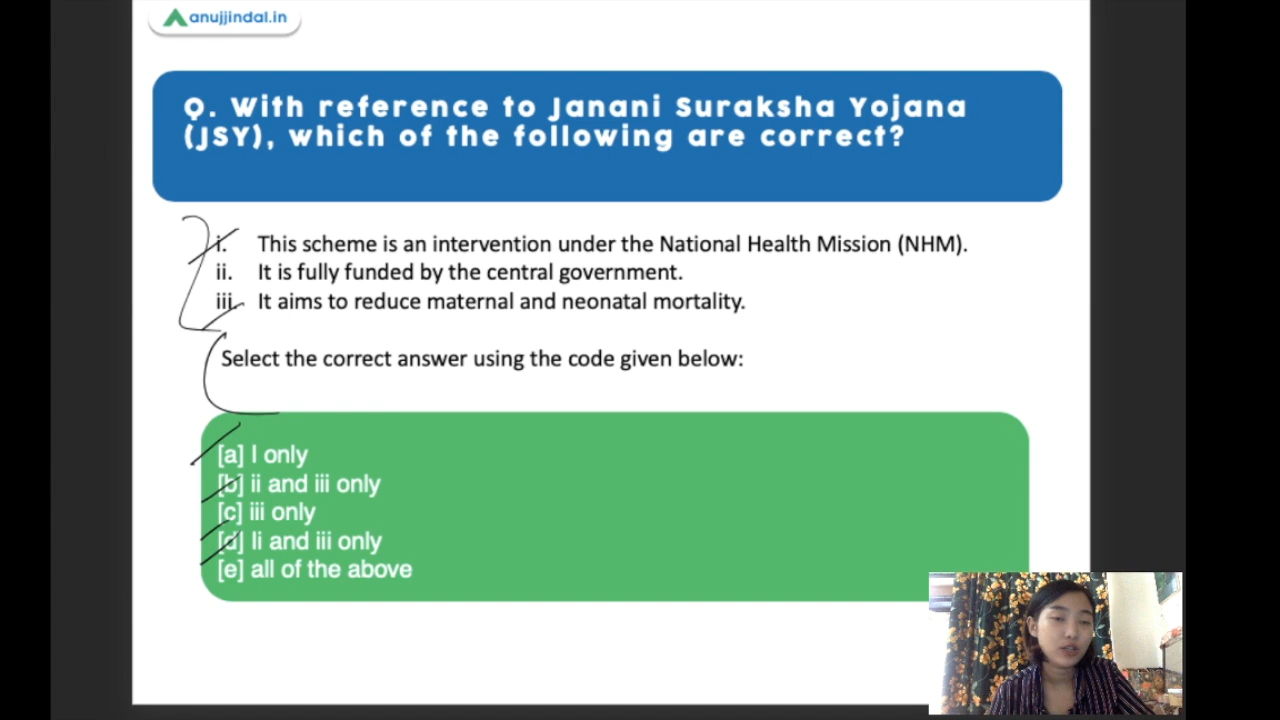 anujjindal.in
Q. With reference to Janani Suraksha Yojana
(JSY), which of the following are correct?
i. This scheme is an intervention under the National Health Mission (NHM).
ii. It is fully funded by the central government.
iii. It aims to reduce maternal and neonatal mortality.
Select the correct answer using the code given below:
[a] I only
[b] ii and iii only
[c] iii only
[d] Ii and iii only
[e] all of the above